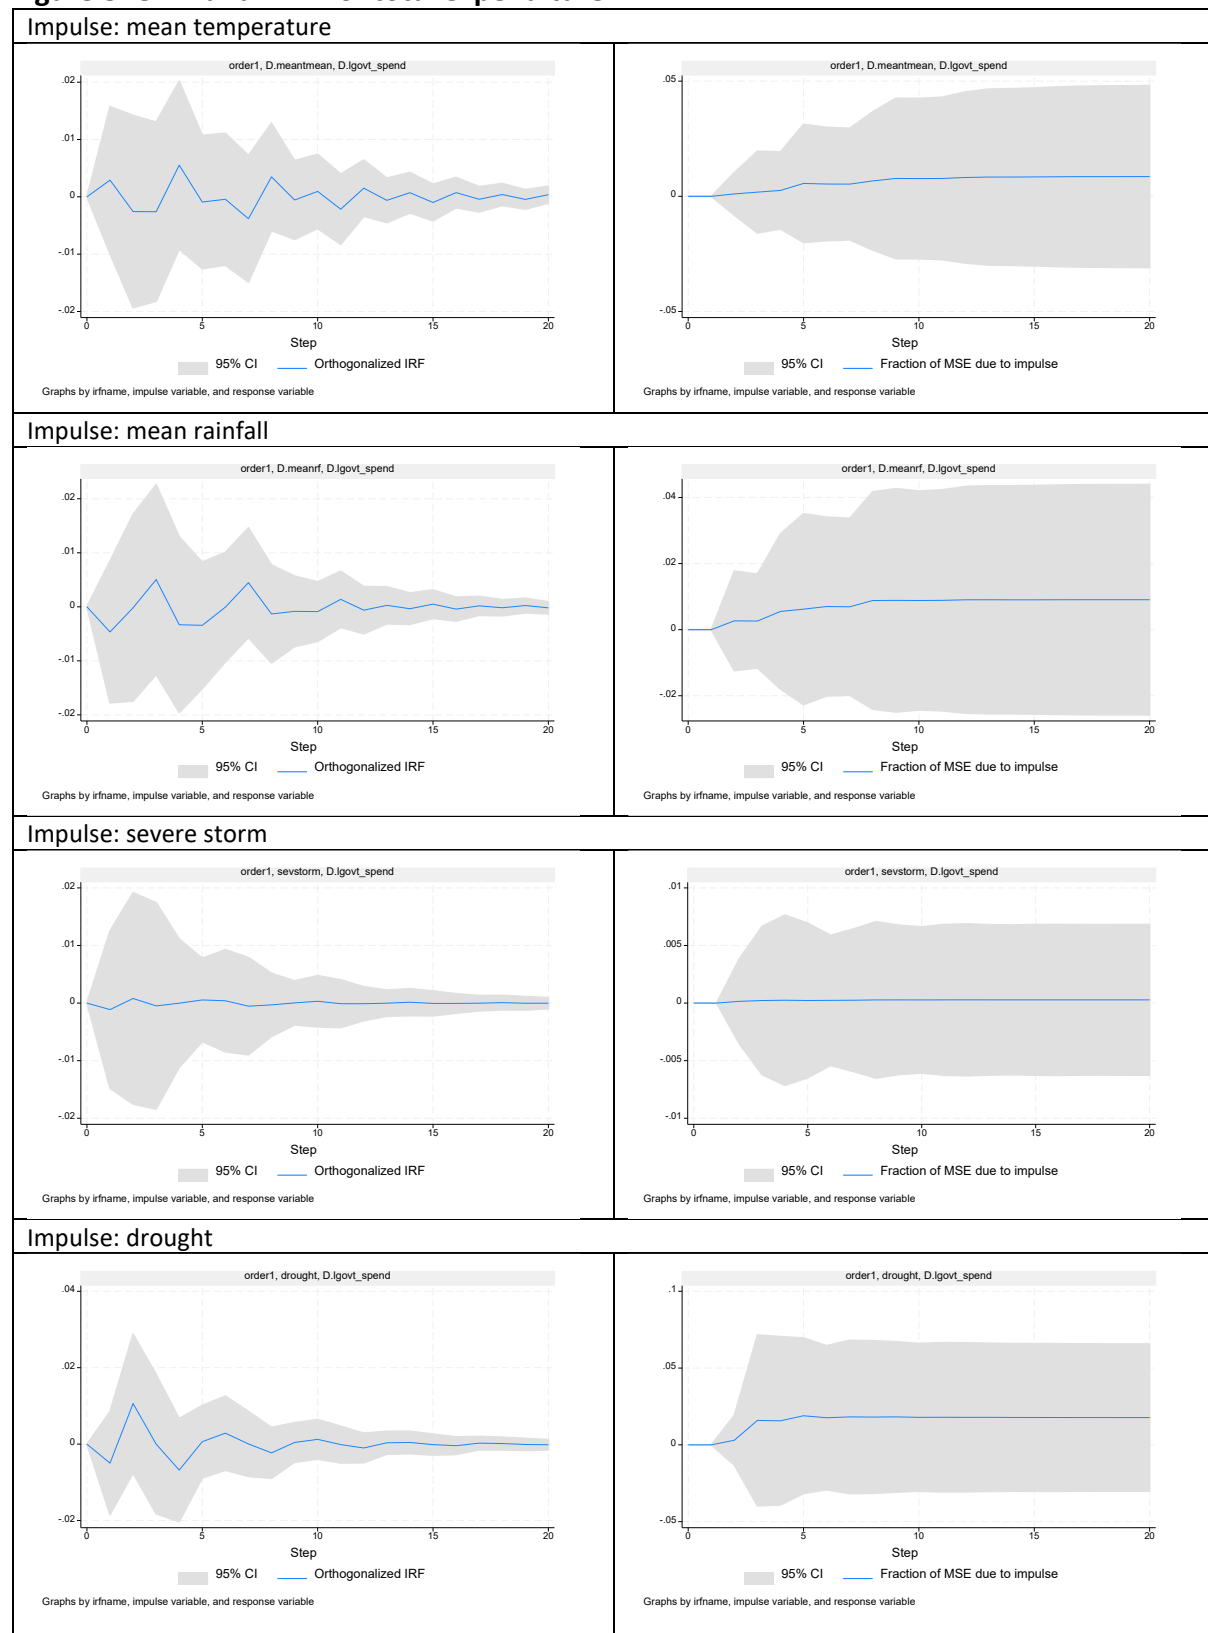 Impulse: mean temperature
order1, D.meantmean, D.lgovt_spend
.02
.01
0
-.01
-.02
0 5 10 15 20
Step
95% CI Orthogonalized IRF
Graphs by irfname, impulse variable, and response variable
order1, D.meantmean, D.lgovt_spend
.05
0
-.05
0 5 10 15 20
Step
95% CI Fraction of MSE due to impulse
Graphs by irfname, impulse variable, and response variable
Impulse: mean rainfall
order1, D.meanrf, D.lgovt_spend
.02
.01
0
-.01
-.02
0 5 10 15 20
Step
95% CI Orthogonalized IRF
Graphs by irfname, impulse variable, and response variable
order1, D.meanrf, D.lgovt_spend
.04
.02
0
-.02
0 5 10 15 20
Step
95% CI Fraction of MSE due to impulse
Graphs by irfname, impulse variable, and response variable
Impulse: severe storm
order1, sevstorm, D.lgovt_spend
.02
.01
0
-.01
-.02
0 5 10 15 20
Step
95% CI Orthogonalized IRF
Graphs by irfname, impulse variable, and response variable
order1, sevstorm, D.lgovt_spend
.01
.005
0
-.005
-.01
0 5 10 15 20
Step
95% CI Fraction of MSE due to impulse
Graphs by irfname, impulse variable, and response variable
Impulse: drought
order1, drought, D.lgovt_spend
.04
.02
0
-.02
0 5 10 15 20
Step
95% CI Orthogonalized IRF
Graphs by irfname, impulse variable, and response variable
order1, drought, D.lgovt_spend
.1
.05
0
-.05
0 5 10 15 20
Step
95% CI Fraction of MSE due to impulse
Graphs by irfname, impulse variable, and response variable